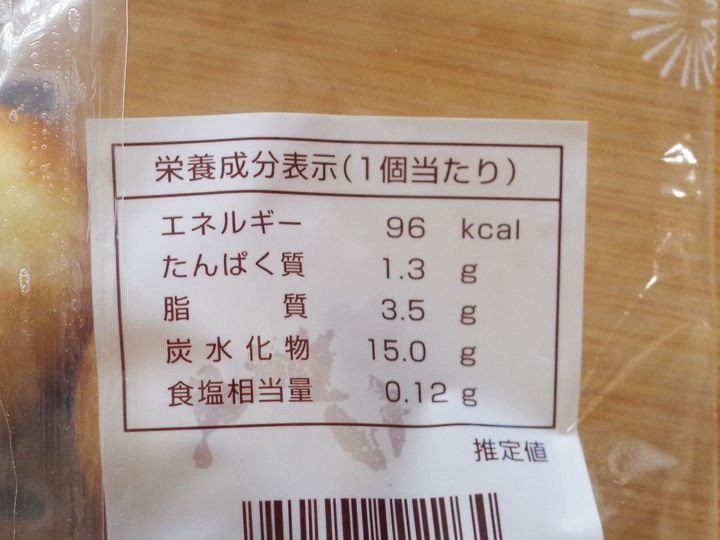 栄養成分表示(1個当たり)
エネルギー 96 kcal
たんぱく質 1.3 g
脂質 3.5 g
炭水化物 15.0 g
食塩相当量 0.12 g
推定値